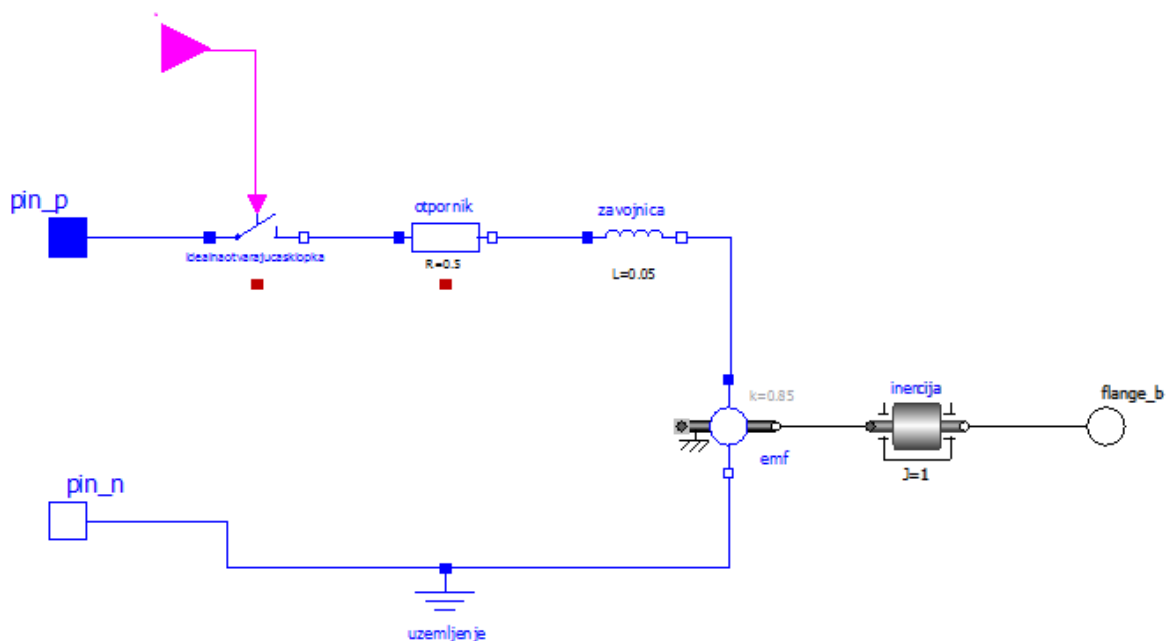 pin_p
otpornik
zavojnica
idealnaotvarajucasklopka
R=0.5
L=0.05
k=0.85
inercija
flange_b
emf
J=1
pin_n
uzemljenje